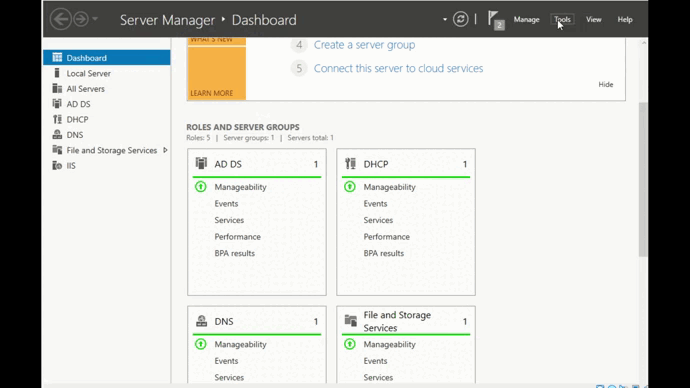 Server Manager ‣ Dashboard
2
Manage
Tools
View
Help
Dashboard
Local Server
All Servers
AD DS
DHCP
DNS
File and Storage Services
IIS
WHAT'S NEW
LEARN MORE
4 Create a server group
5 Connect this server to cloud services
Hide
ROLES AND SERVER GROUPS
Roles: 5 | Server groups: 1 | Servers total: 1
AD DS 1
Manageability
Events
Services
Performance
BPA results
DHCP 1
Manageability
Events
Services
Performance
BPA results
DNS 1
Manageability
Events
Services
File and Storage
Services 1
Manageability
Events
Services